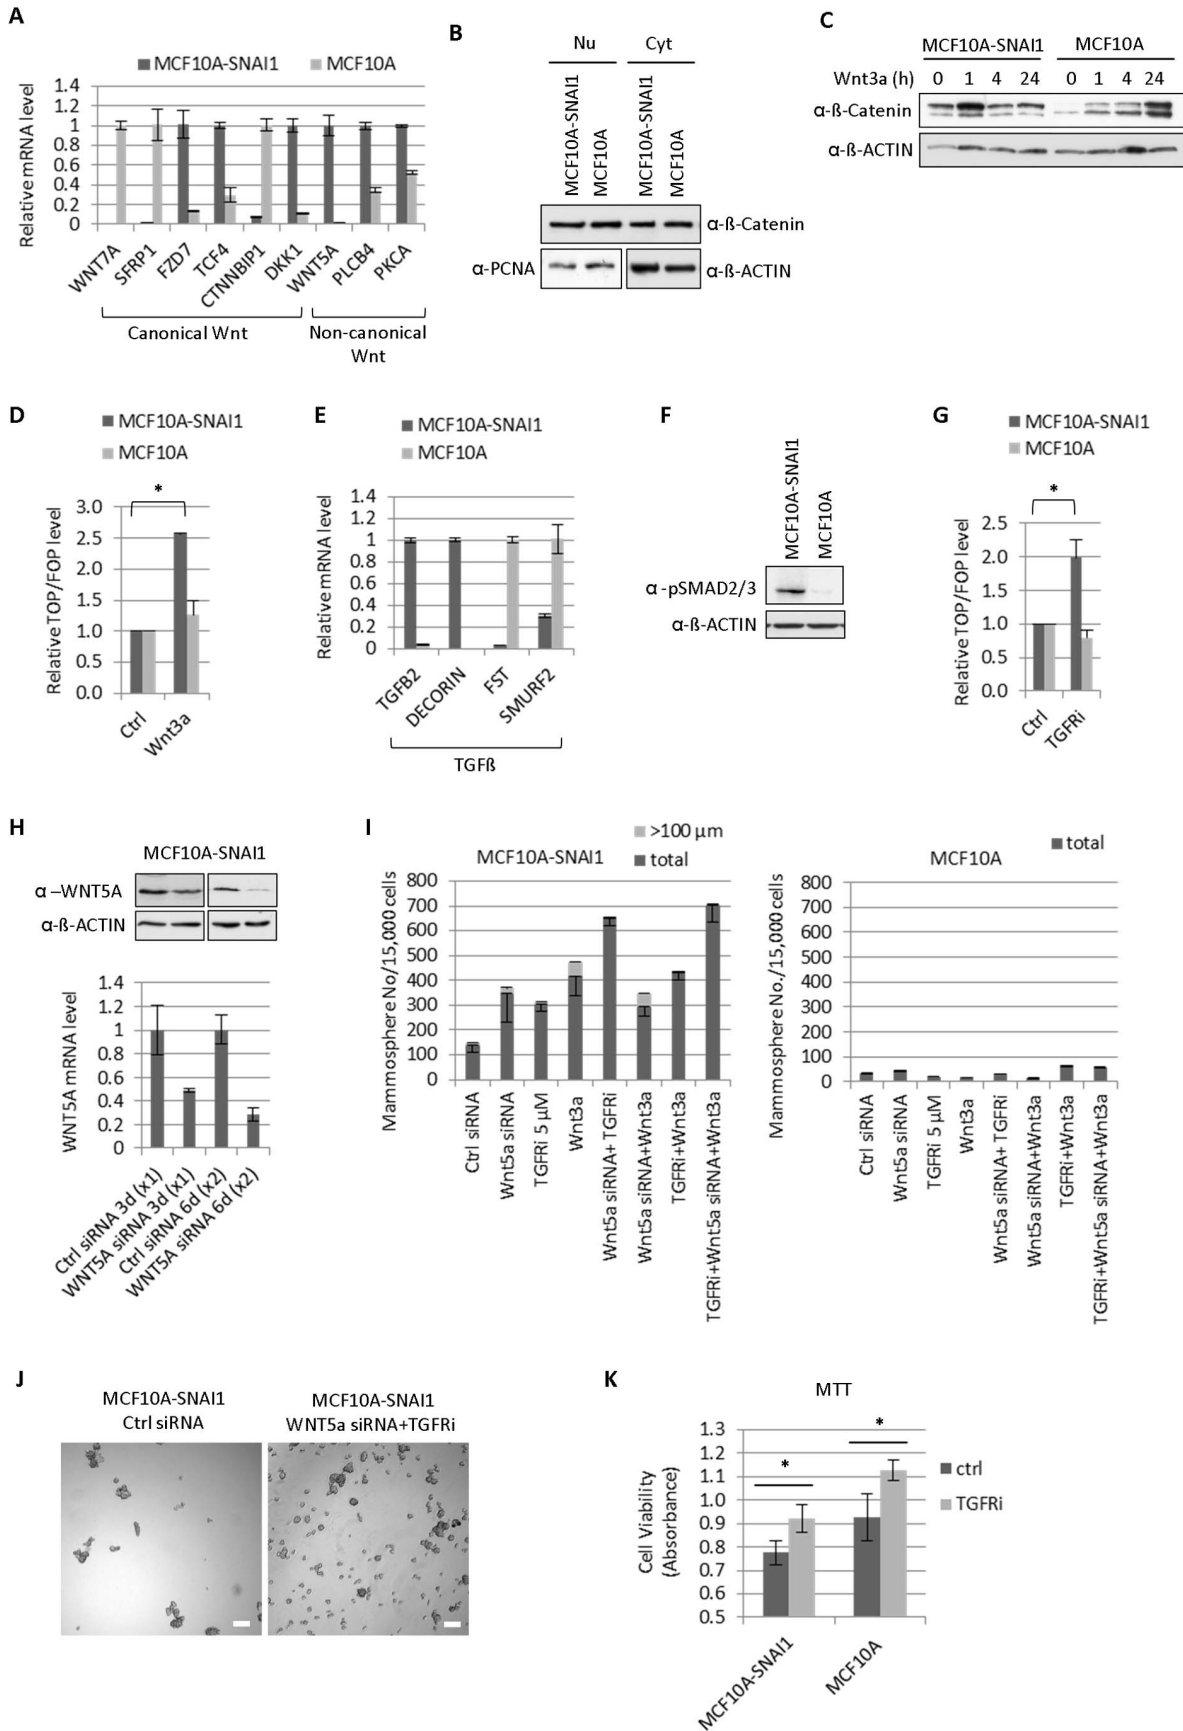 A
MCF10A-SNAI1 MCF10A
Relative mRNA level
1.4
1.2
1
0.8
0.6
0.4
0.2
0
WNT7A
SFRP1
FZD7
TCF4
CTNNBIP1
DKK1
WNT5A
PLCB4
PKCA
Canonical Wnt
Non-canonical
Wnt
B
Nu Cyt
MCF10A-SNAI1
MCF10A
MCF10A-SNAI1
MCF10A
α-ß-Catenin
α-PCNA
α-ß-ACTIN
C
MCF10A-SNAI1 MCF10A
Wnt3a (h) 0 1 4 24 0 1 4 24
α-ß-Catenin
α-ß-ACTIN
D
MCF10A-SNAI1
MCF10A
*
Relative TOP/FOP level
3.0
2.5
2.0
1.5
1.0
0.5
0.0
Ctrl
Wnt3a
E
MCF10A-SNAI1
MCF10A
Relative mRNA level
1.4
1.2
1
0.8
0.6
0.4
0.2
0
TGFB2
DECORIN
FST
SMURF2
TGFß
F
MCF10A-SNAI1
MCF10A
α-pSMAD2/3
α-ß-ACTIN
G
MCF10A-SNAI1
MCF10A
*
Relative TOP/FOP level
2.5
2.0
1.5
1.0
0.5
0.0
Ctrl
TGFRi
H
MCF10A-SNAI1
α–WNT5A
α-ß-ACTIN
WNT5A mRNA level
1.4
1.2
1
0.8
0.6
0.4
0.2
0
Ctrl siRNA 3d (x1)
WNT5A siRNA 3d (x1)
Ctrl siRNA 6d (x2)
WNT5A siRNA 6d (x2)
I
>100 µm
total
MCF10A-SNAI1
Mammosphere No/15,000 cells
800
700
600
500
400
300
200
100
0
Ctrl siRNA
Wnt5a siRNA
TGFRi 5 µM
Wnt3a
Wnt5a siRNA+ TGFRi
Wnt5a siRNA+Wnt3a
TGFRi+Wnt3a
TGFRi+Wnt5a siRNA+Wnt3a
total
MCF10A
Mammosphere No./15,000 cells
800
700
600
500
400
300
200
100
0
Ctrl siRNA
Wnt5a siRNA
TGFRi 5 µM
Wnt3a
Wnt5a siRNA+ TGFRi
Wnt5a siRNA+Wnt3a
TGFRi+Wnt3a
TGFRi+Wnt5a siRNA+Wnt3a
J
MCF10A-SNAI1
Ctrl siRNA
MCF10A-SNAI1
WNT5a siRNA+TGFRi
K
MTT
*
*
Cell Viability
(Absorbance)
1.3
1.2
1.1
1.0
0.9
0.8
0.7
0.6
0.5
MCF10A-SNAI1
MCF10A
ctrl
TGFRi